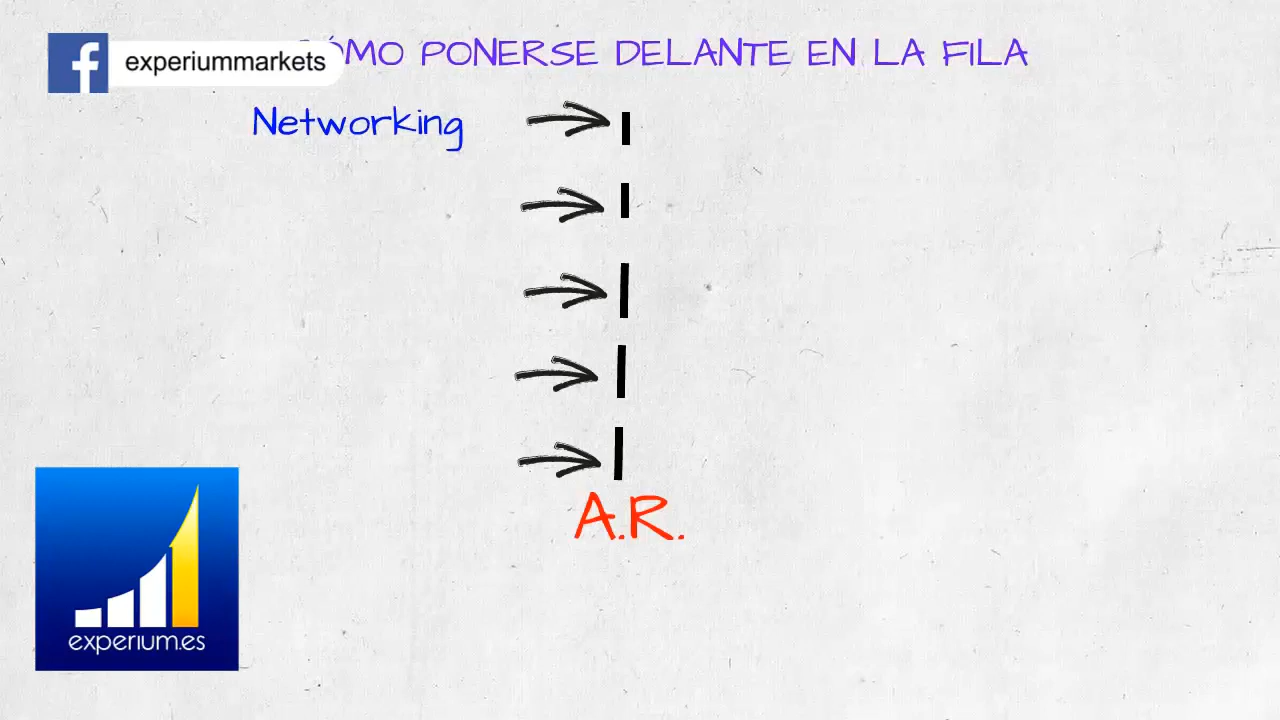 ÓMO PONERSE DELANTE EN LA FILA
experiummarkets
Networking
A.R.
experium.es